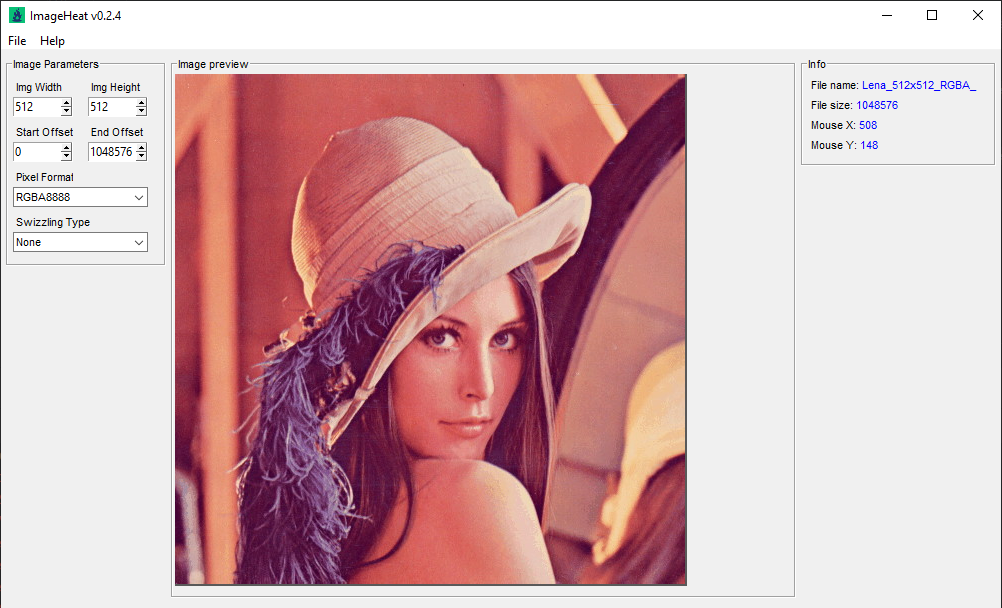 ImageHeat v0.2.4
File Help
Image Parameters
Img Width Img Height
512 512
Start Offset End Offset
0 1048576
Pixel Format
RGBA8888
Swizzling Type
None
Image preview
Info
File name: Lena_512x512_RGBA_
File size: 1048576
Mouse X: 508
Mouse Y: 148